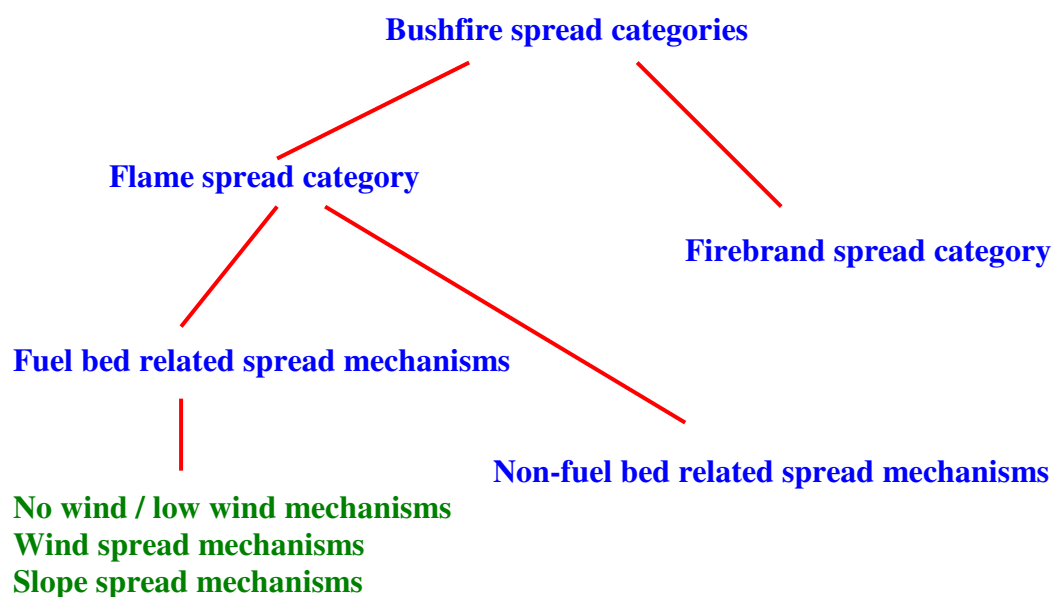 Bushfire spread categories
Flame spread category
Firebrand spread category
Fuel bed related spread mechanisms
Non-fuel bed related spread mechanisms
No wind / low wind mechanisms
Wind spread mechanisms
Slope spread mechanisms